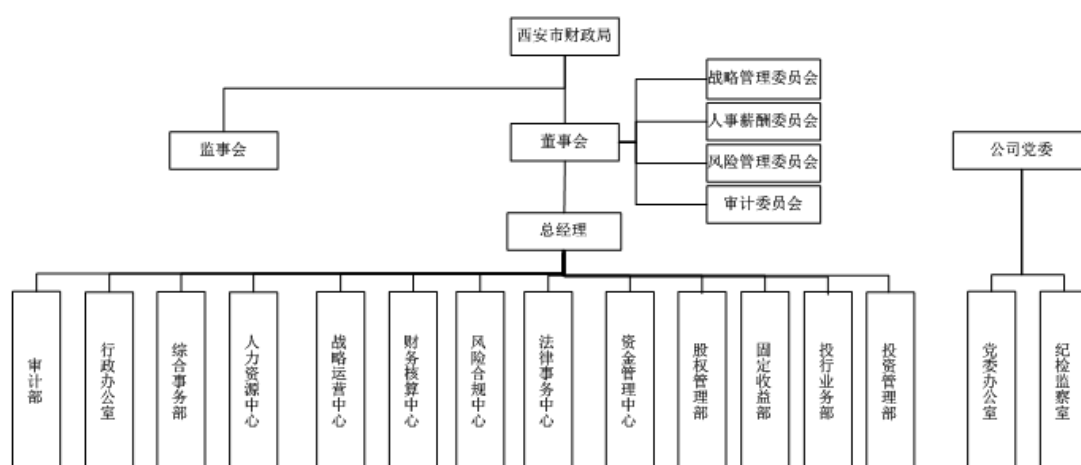 西安市财政局
战略管理委员会
人事薪酬委员会
监事会
董事会
公司党委
风险管理委员会
审计委员会
总经理
审计部
行政办公室
综合事务部
人力资源中心
战略运营中心
财务核算中心
风险合规中心
法律事务中心
资金管理中心
股权管理部
固定收益部
投行业务部
投资管理部
党委办公室
纪检监察室